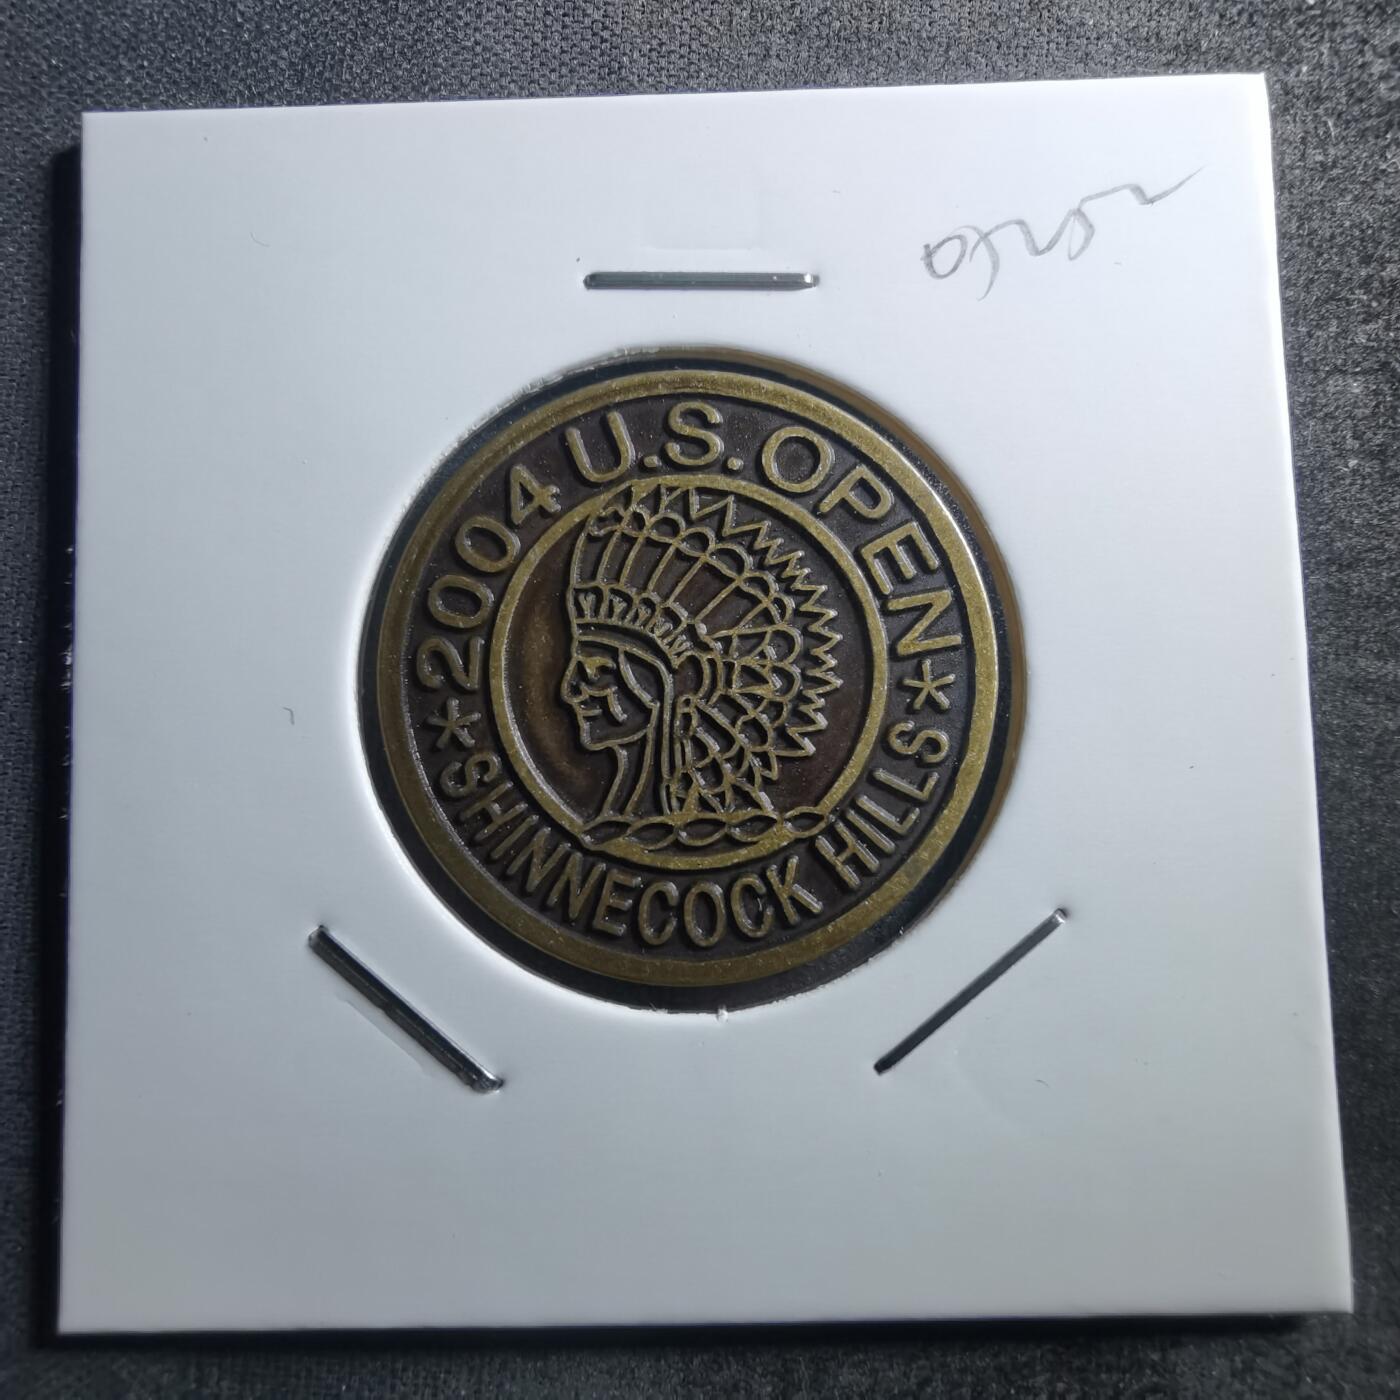 *2004 U.S. OPEN*
SHINNECOCK HILLS